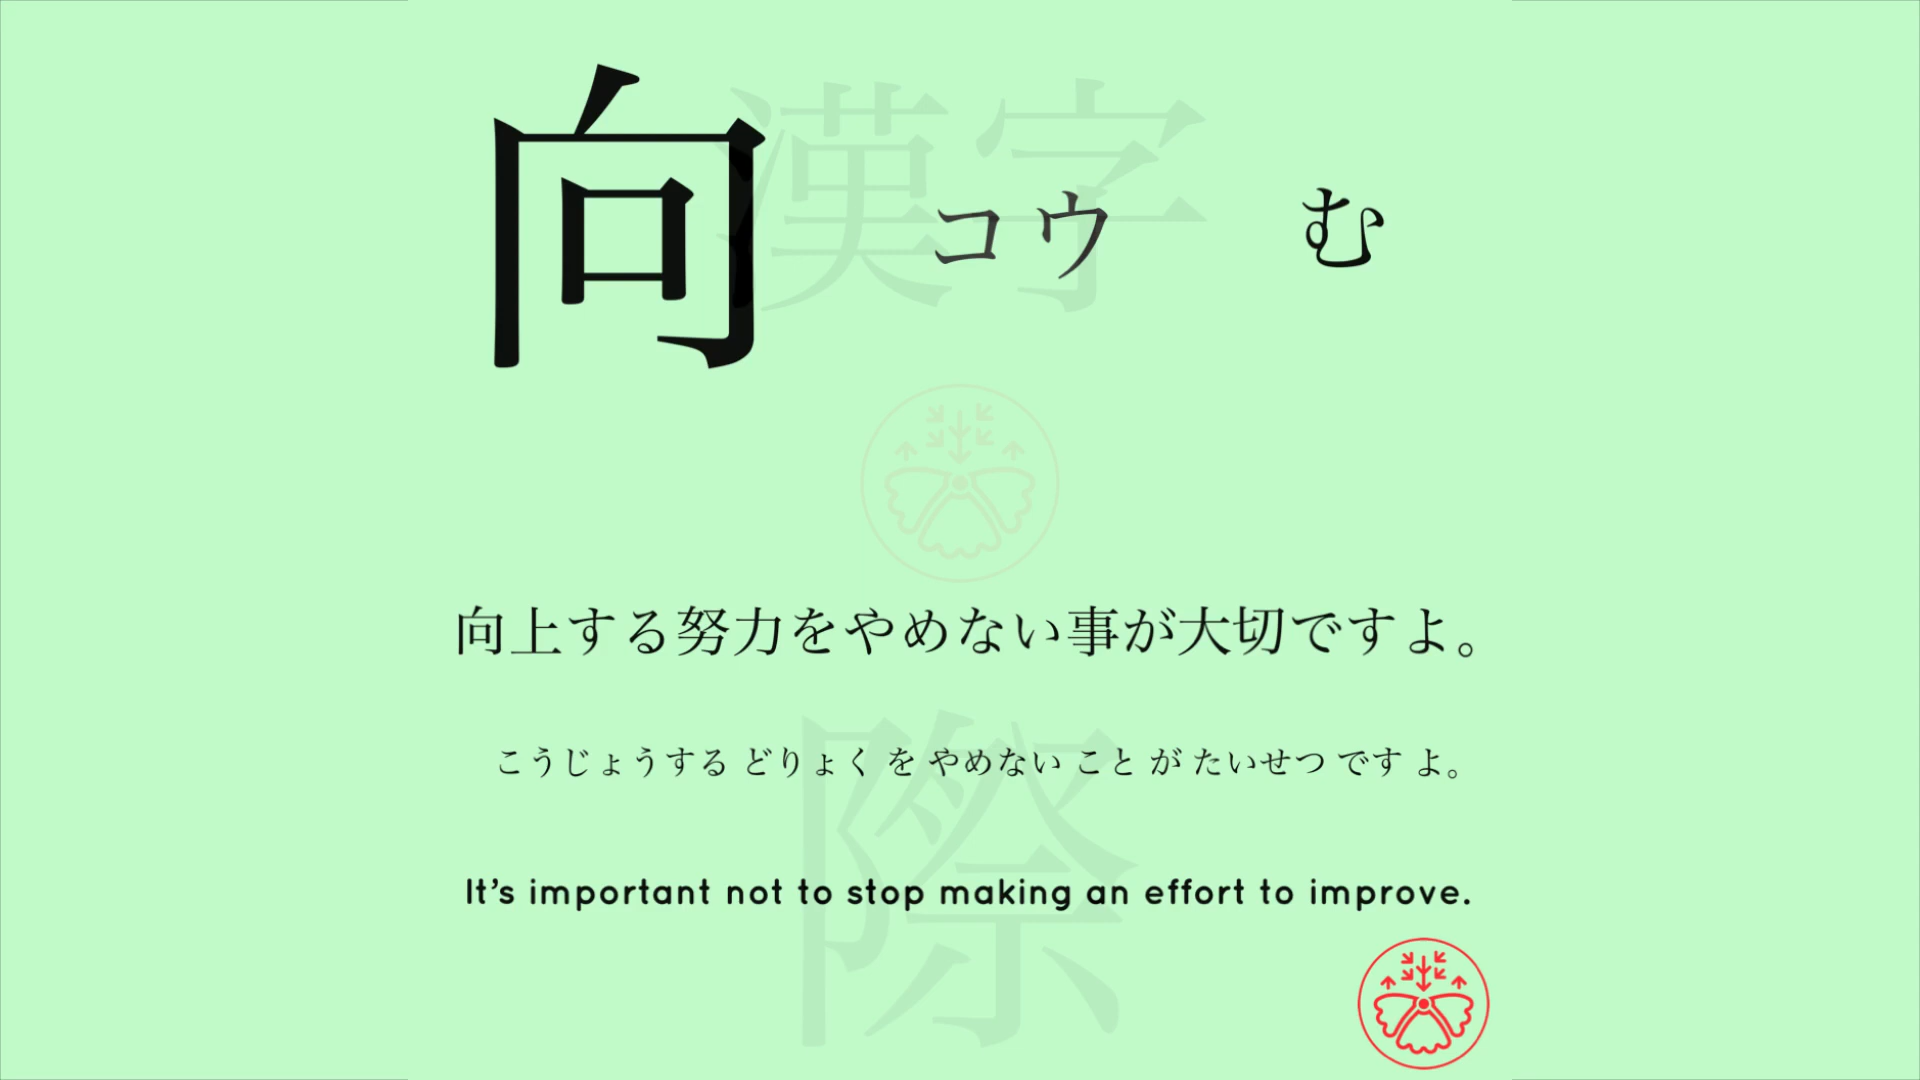 向 コウ む
漢字
向上する努力をやめない事が大切ですよ。
こうじょうする どりょく を やめない こと が たいせつ です よ。
際
It's important not to stop making an effort to improve.